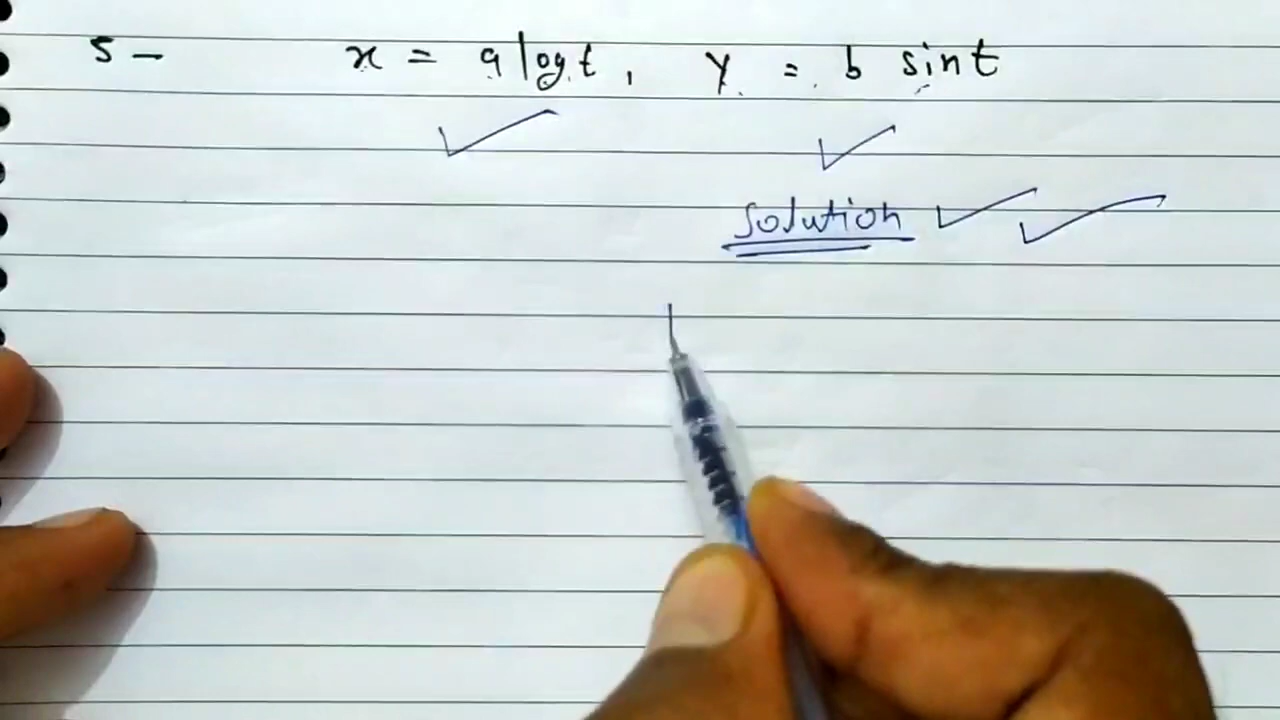 5 - x = a log t, y = b sin t
Solution